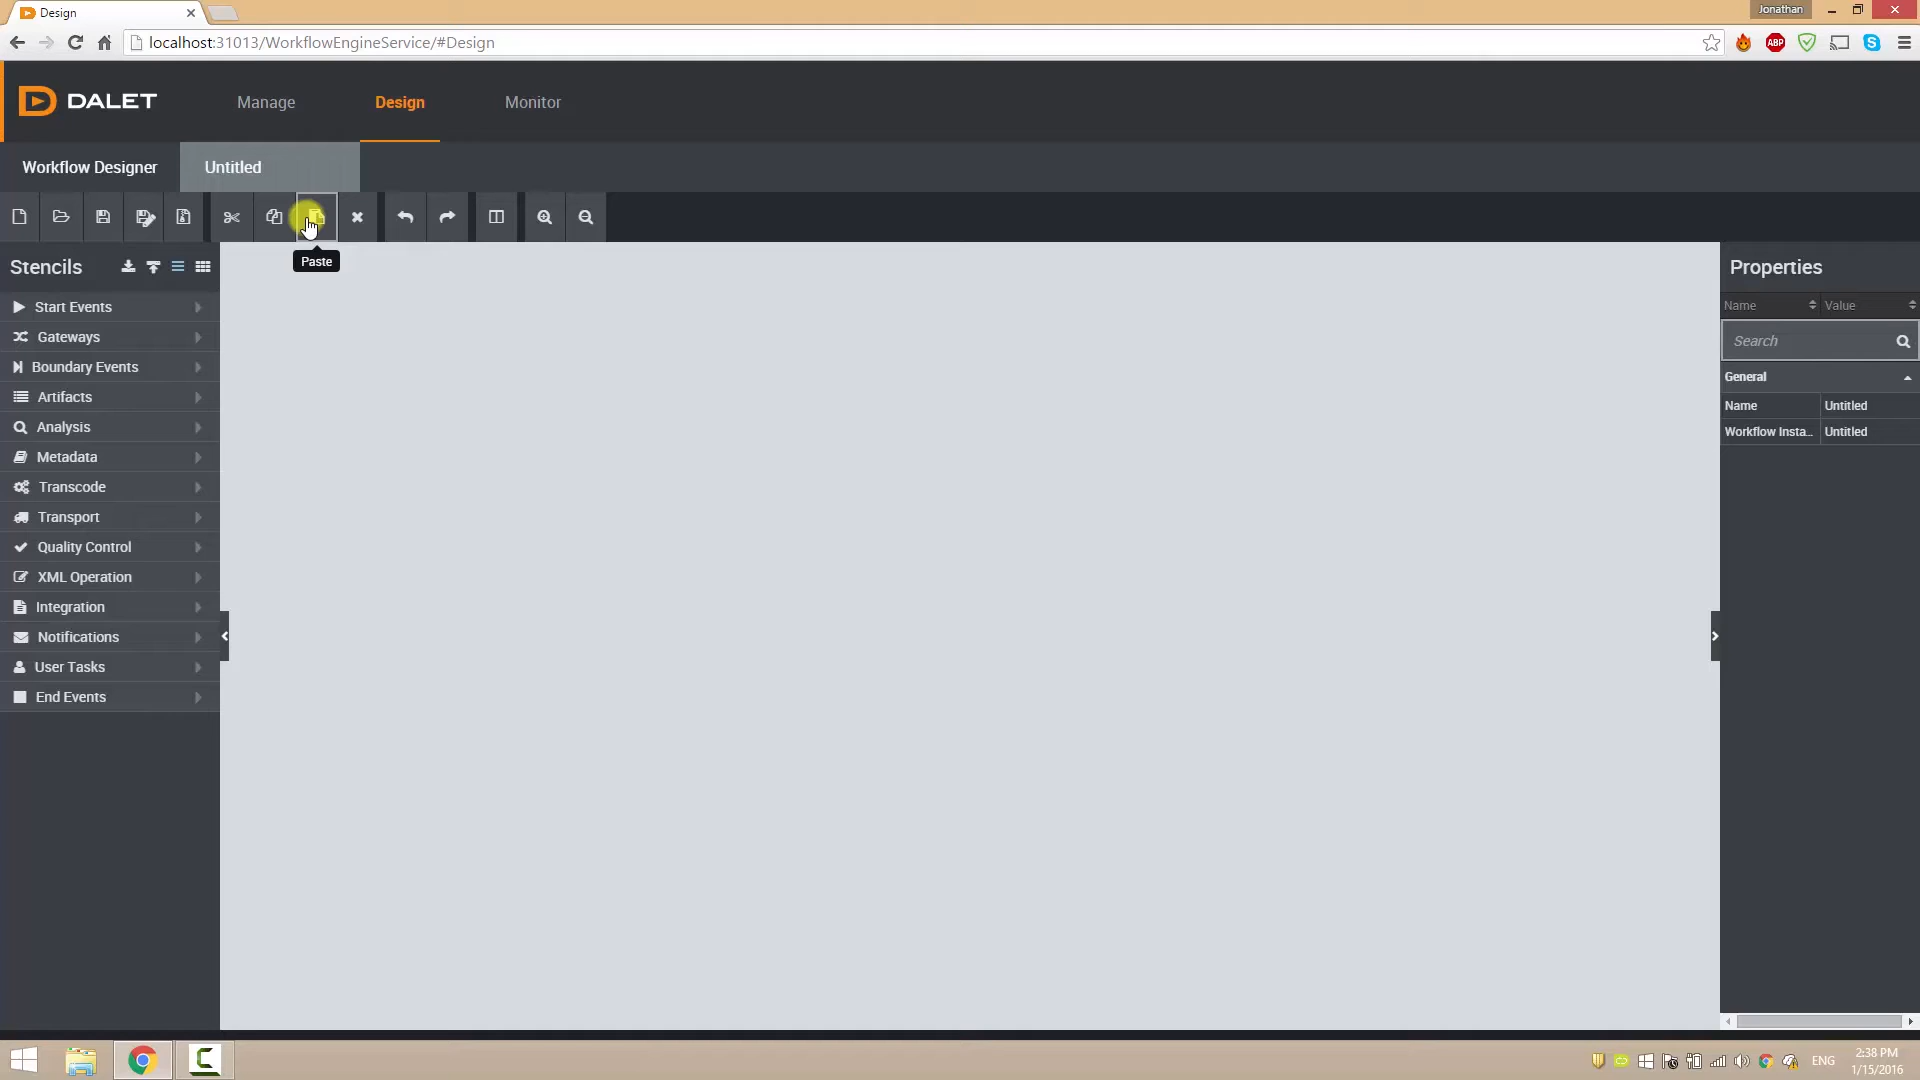 Design
Jonathan
localhost:31013/WorkflowEngineService/#Design
ABP
DALET
Manage
Design
Monitor
Workflow Designer
Untitled
Paste
Stencils
Start Events
Gateways
Boundary Events
Artifacts
Analysis
Metadata
Transcode
Transport
Quality Control
XML Operation
Integration
Notifications
User Tasks
End Events
Properties
Name Value
Search
General
Name Untitled
Workflow Insta... Untitled
ENG
2:38 PM
1/15/2016